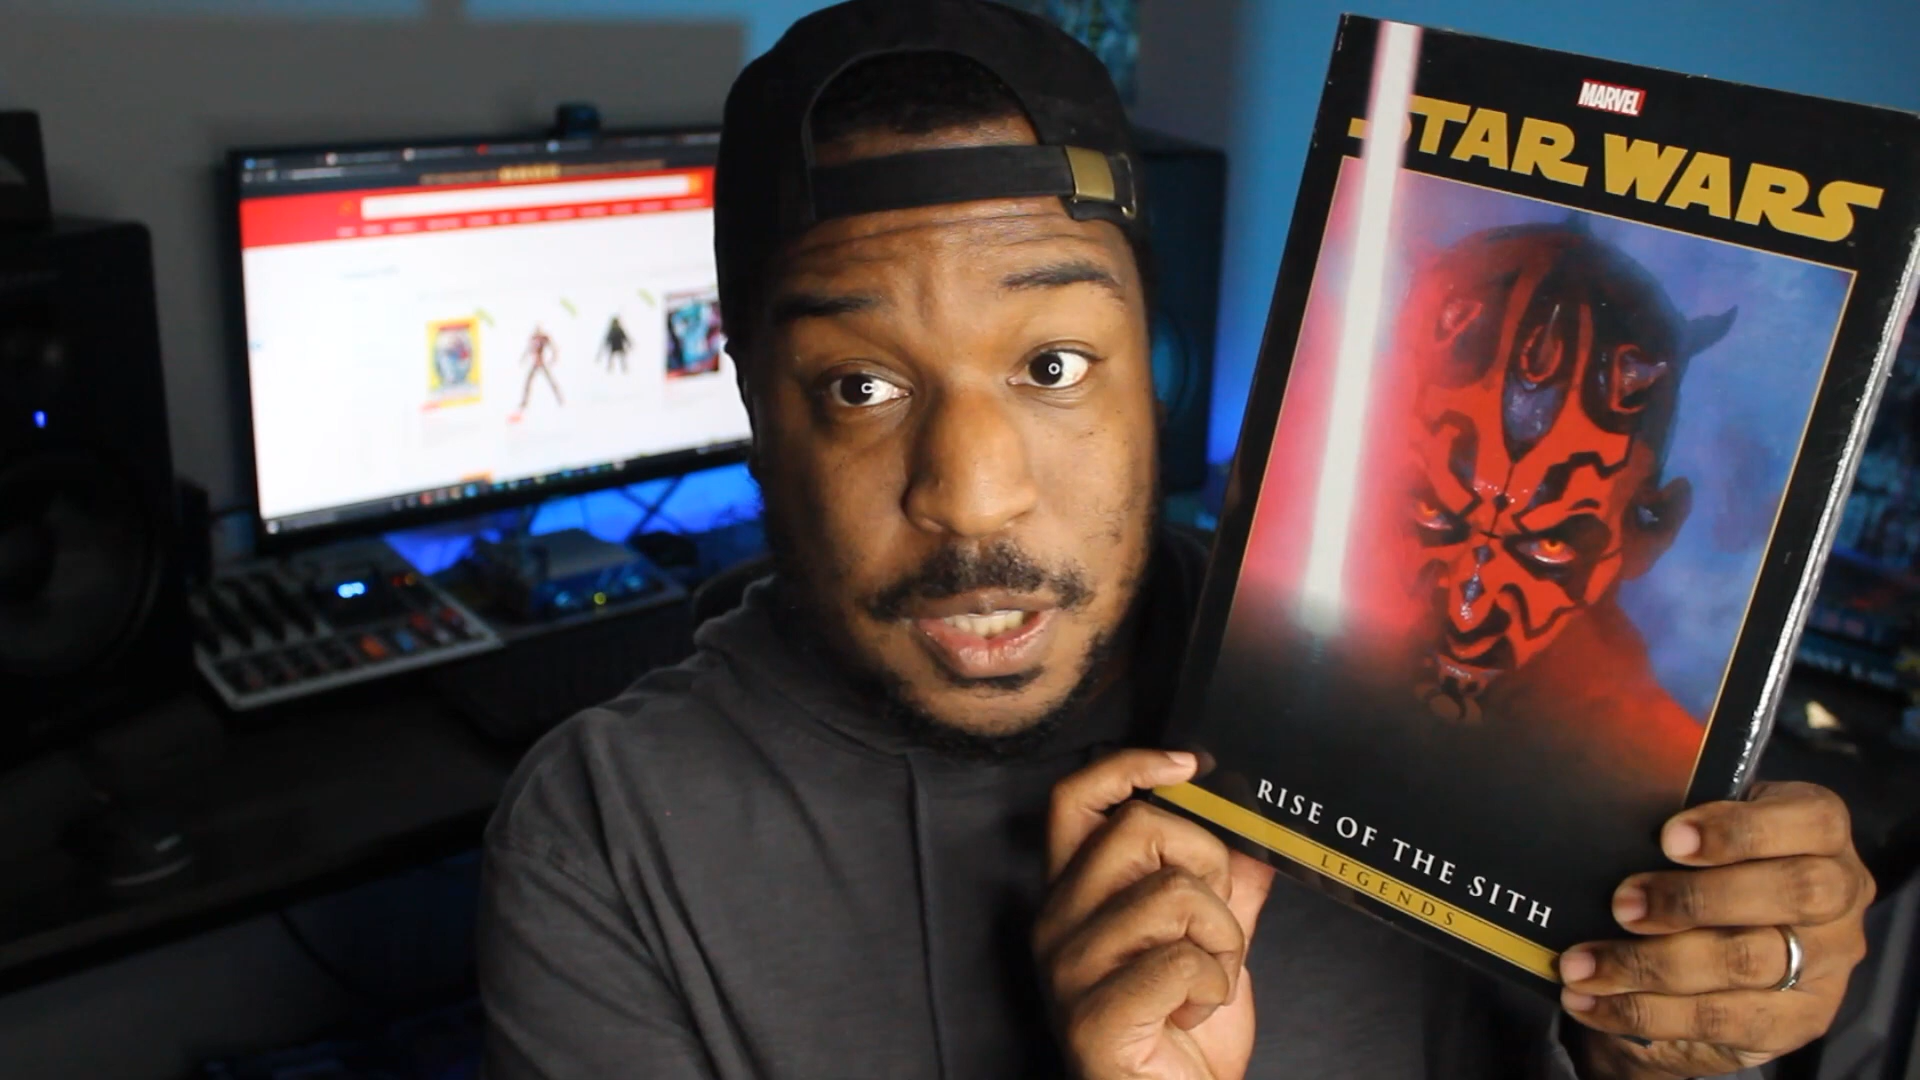 MARVEL
STAR WARS
RISE OF THE SITH
LEGENDS